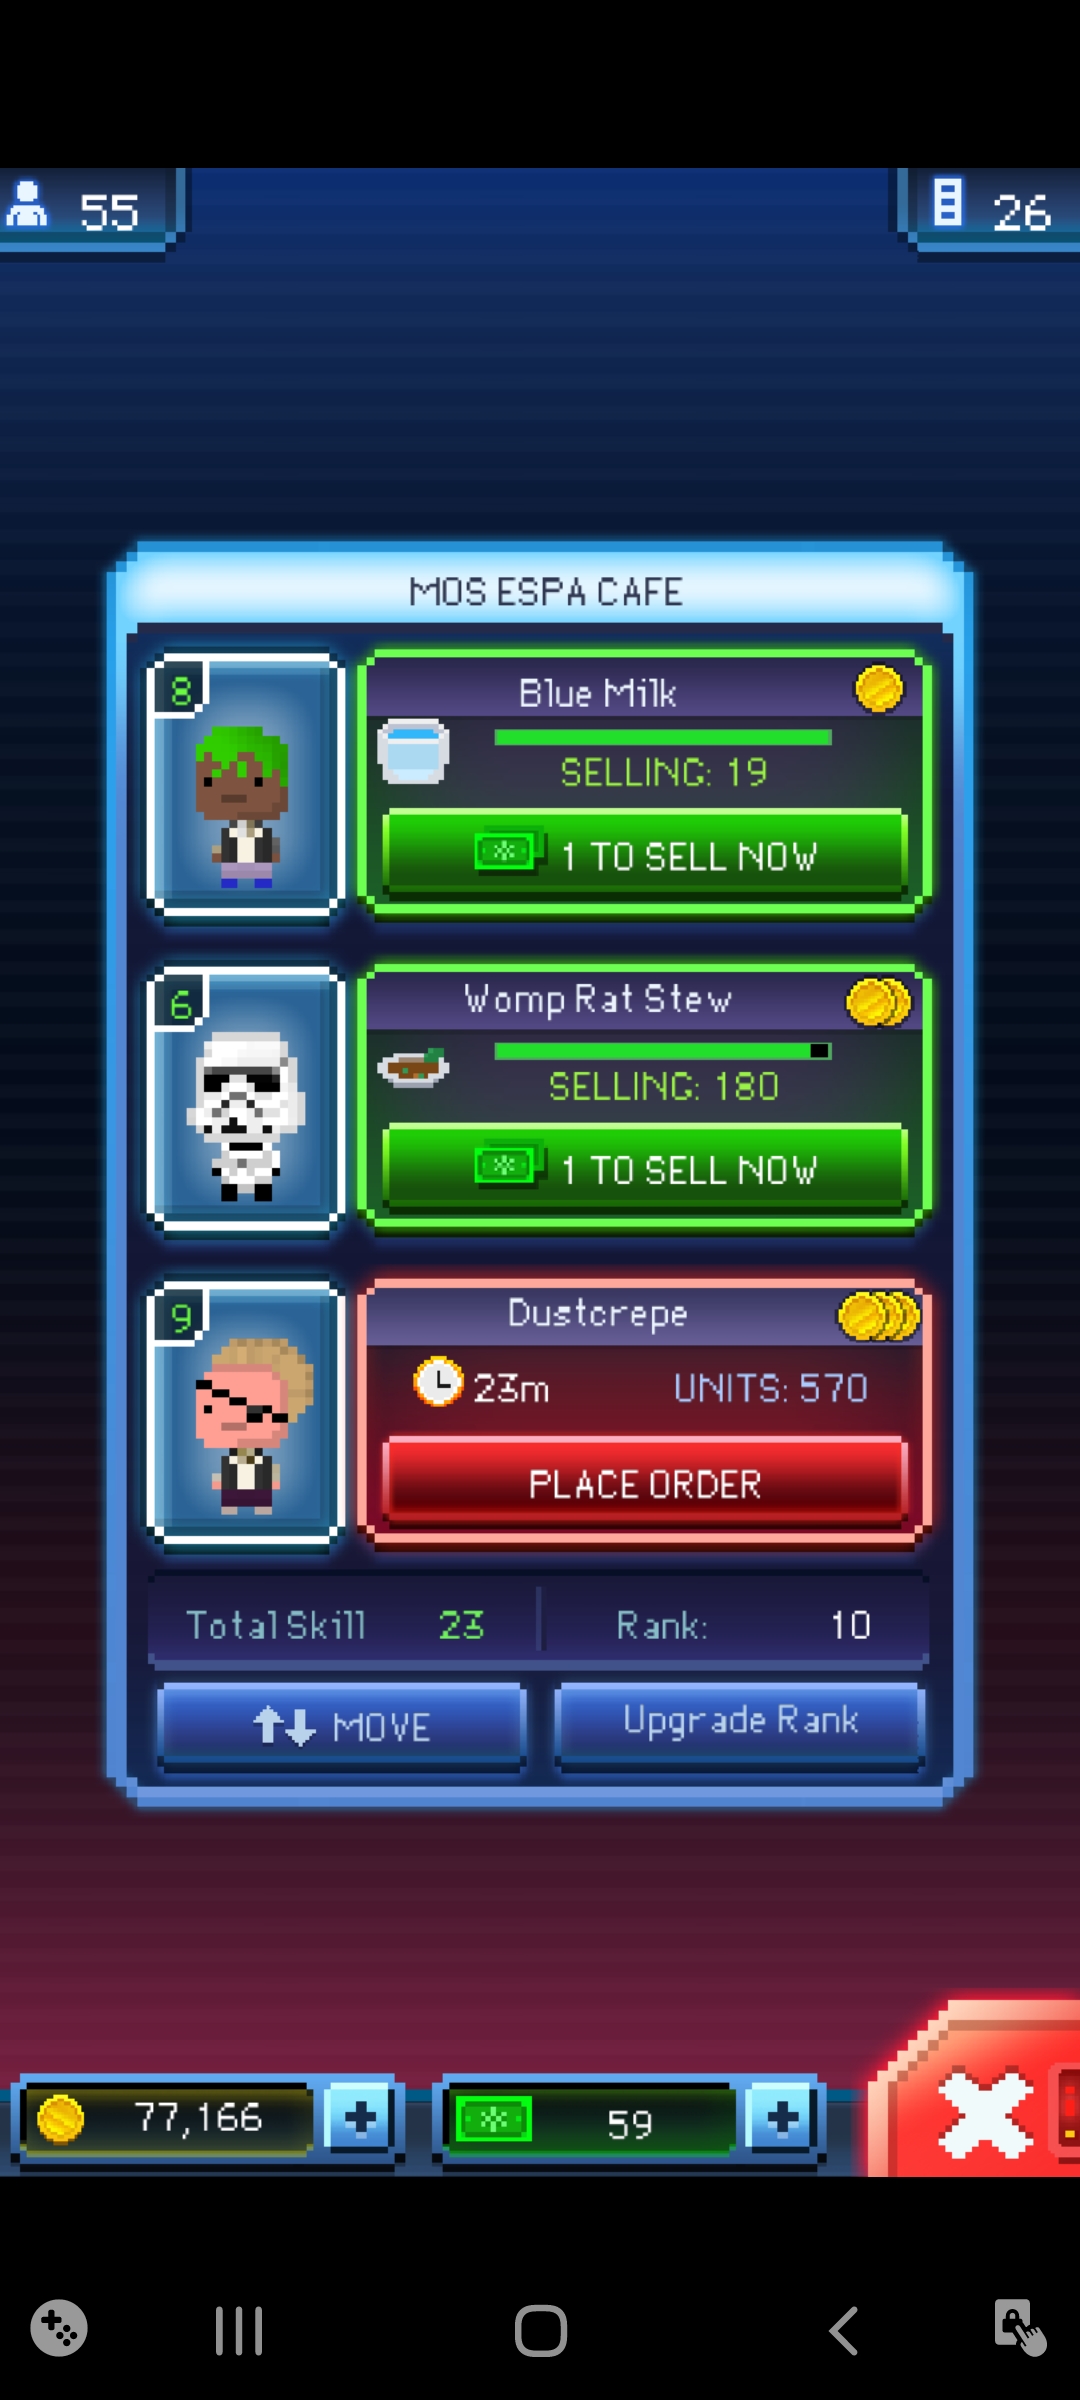 55
26
MOS ESPA CAFE
8
Blue Milk
SELLING: 19
1 TO SELL NOW
6
Womp Rat Stew
SELLING: 180
1 TO SELL NOW
9
Dustcrepe
23m UNITS: 570
PLACE ORDER
Total Skill 23 Rank: 10
MOVE Upgrade Rank
77,166 + 59 +